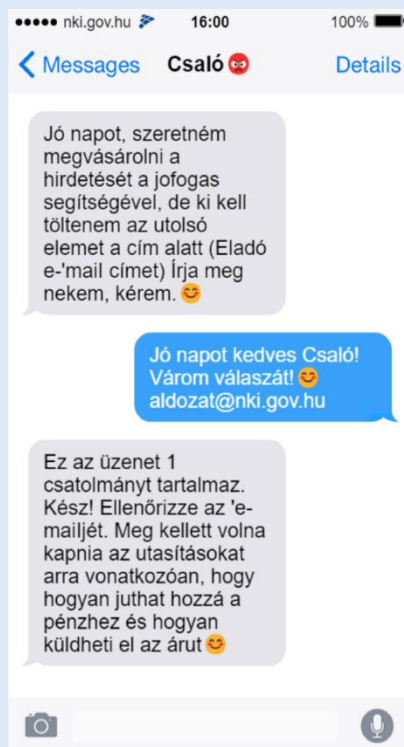 nki.gov.hu 16:00 100%
Messages Csaló Details
Jó napot, szeretném
megvásárolni a
hirdetését a jofogas
segítségével, de ki kell
töltenem az utolsó
elemet a cím alatt (Eladó
e-'mail címet) Írja meg
nekem, kérem. 😊
Jó napot kedves Csaló!
Várom válaszát! 😊
aldozat@nki.gov.hu
Ez az üzenet 1
csatolmányt tartalmaz.
Kész! Ellenőrizze az 'e-
mailjét. Meg kellett volna
kapnia az utasításokat
arra vonatkozóan, hogy
hogyan juthat hozzá a
pénzhez és hogyan
küldheti el az árut 😊